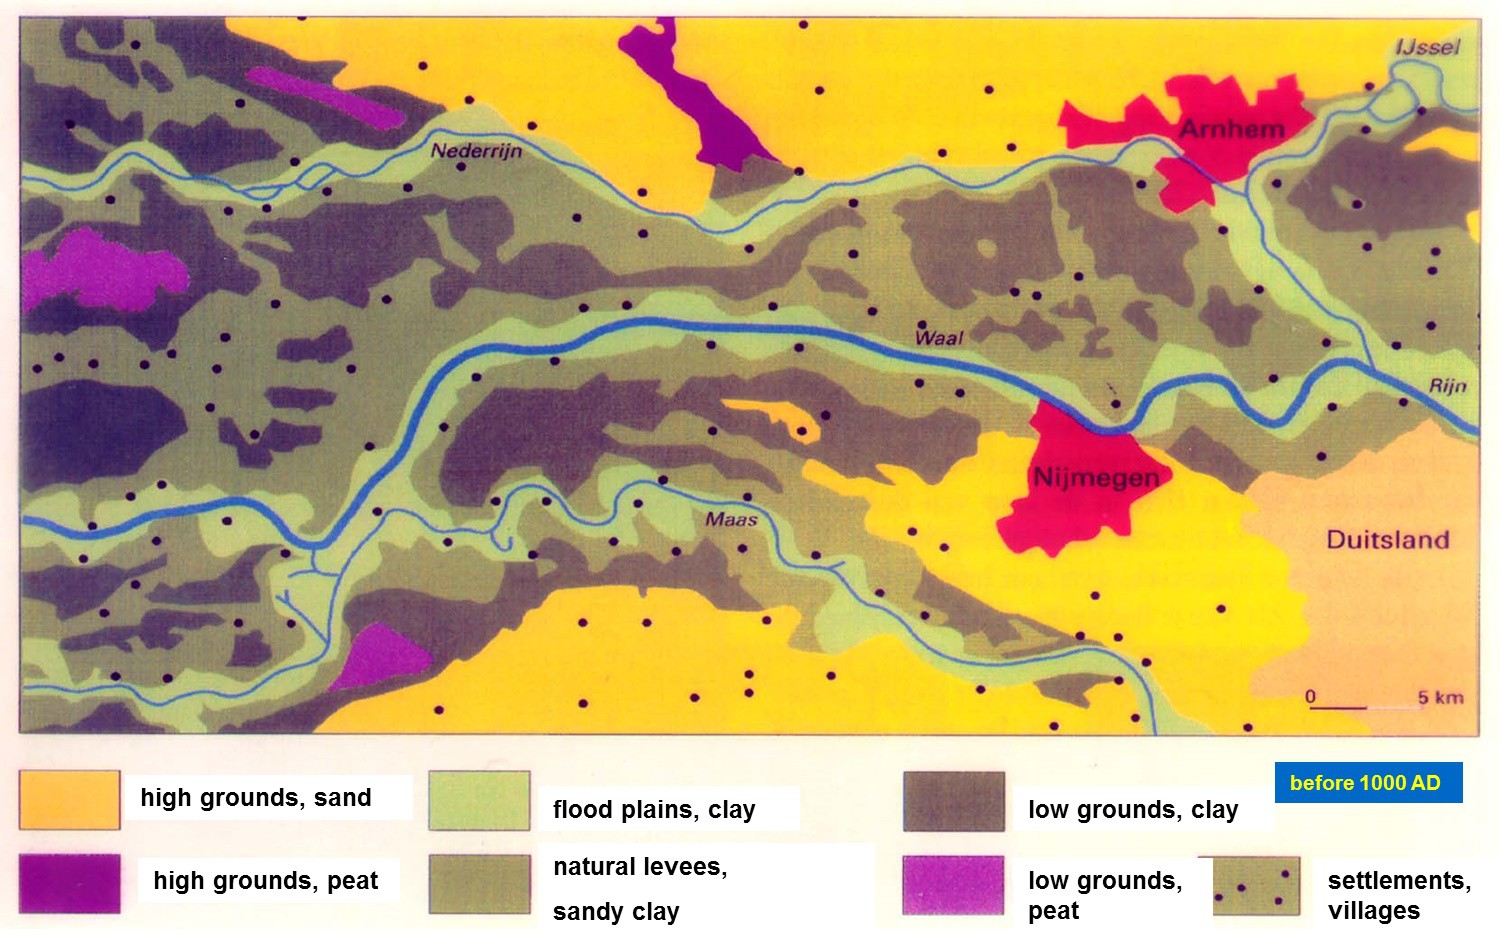 IJssel
Arnhem
Nederrijn
Waal
Rijn
Nijmegen
Maas
Duitsland
0 5 km
before 1000 AD
high grounds, sand
flood plains, clay
low grounds, clay
high grounds, peat
natural levees,
sandy clay
low grounds,
peat
settlements,
villages